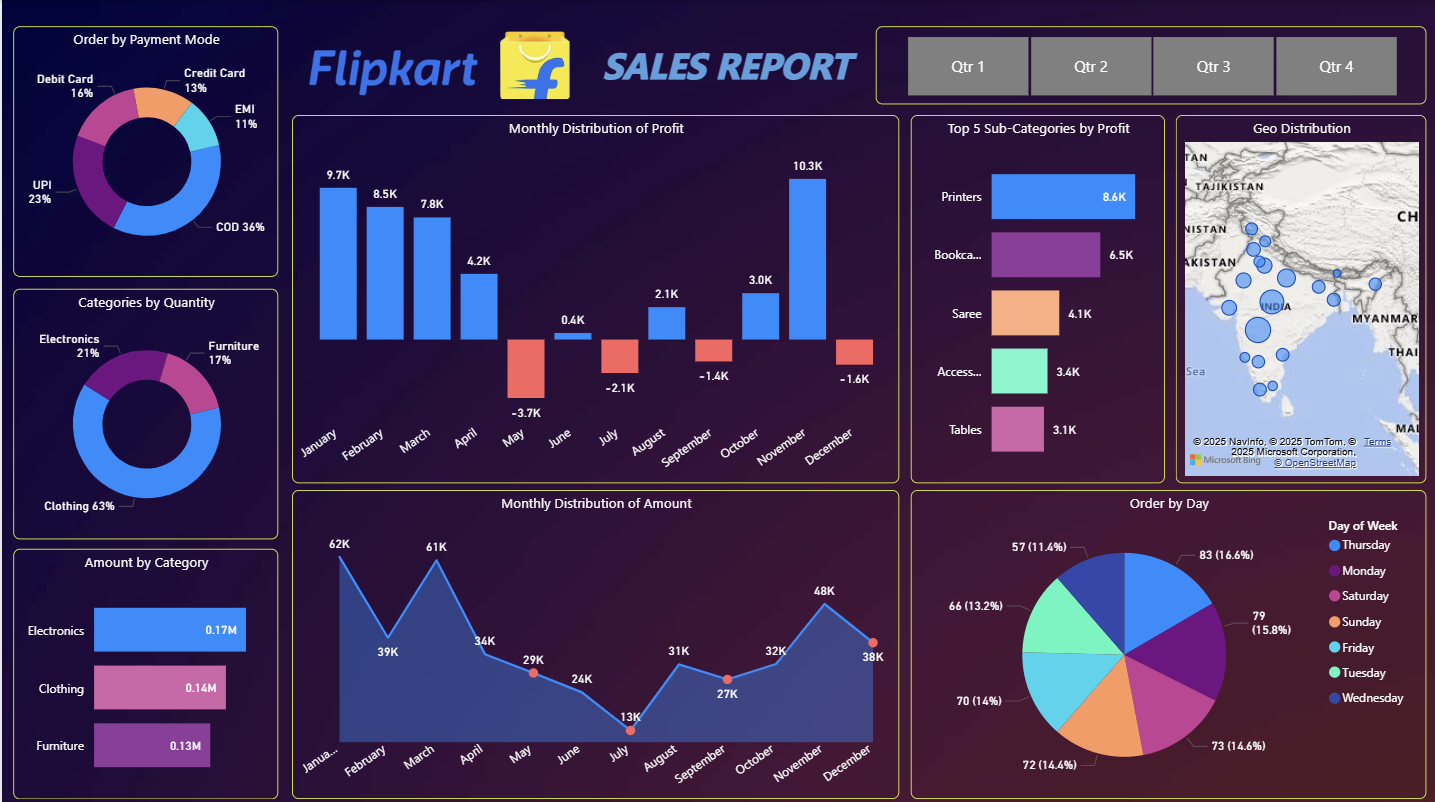 Order by Payment Mode
Debit Card
16%
Credit Card
13%
EMI
11%
UPI
23%
COD 36%
Flipkart
f
SALES REPORT
Qtr 1
Qtr 2
Qtr 3
Qtr 4
Categories by Quantity
Electronics
21%
Furniture
17%
Clothing 63%
Amount by Category
Electronics
0.17M
Clothing
0.14M
Furniture
0.13M
Monthly Distribution of Profit
9.7K
8.5K
7.8K
4.2K
-3.7K
0.4K
-2.1K
2.1K
-1.4K
3.0K
10.3K
-1.6K
January
February
March
April
May
June
July
August
September
October
November
December
Top 5 Sub-Categories by Profit
Printers
8.6K
Bookca...
6.5K
Saree
4.1K
Access...
3.4K
Tables
3.1K
Geo Distribution
TAN
TAJIKISTAN
CH
NISTAN
AKISTAN
INDIA
MYANMAR
THAI
Sea
MAL
© 2025 NavInfo, © 2025 TomTom, © Terms
2025 Microsoft Corporation,
Microsoft Bing © OpenStreetMap
Monthly Distribution of Amount
62K
39K
61K
34K
29K
24K
13K
31K
27K
32K
48K
38K
Janua...
February
March
April
May
June
July
August
September
October
November
December
Order by Day
83 (16.6%)
79
(15.8%)
73 (14.6%)
72 (14.4%)
70 (14%)
66 (13.2%)
57 (11.4%)
Day of Week
Thursday
Monday
Saturday
Sunday
Friday
Tuesday
Wednesday